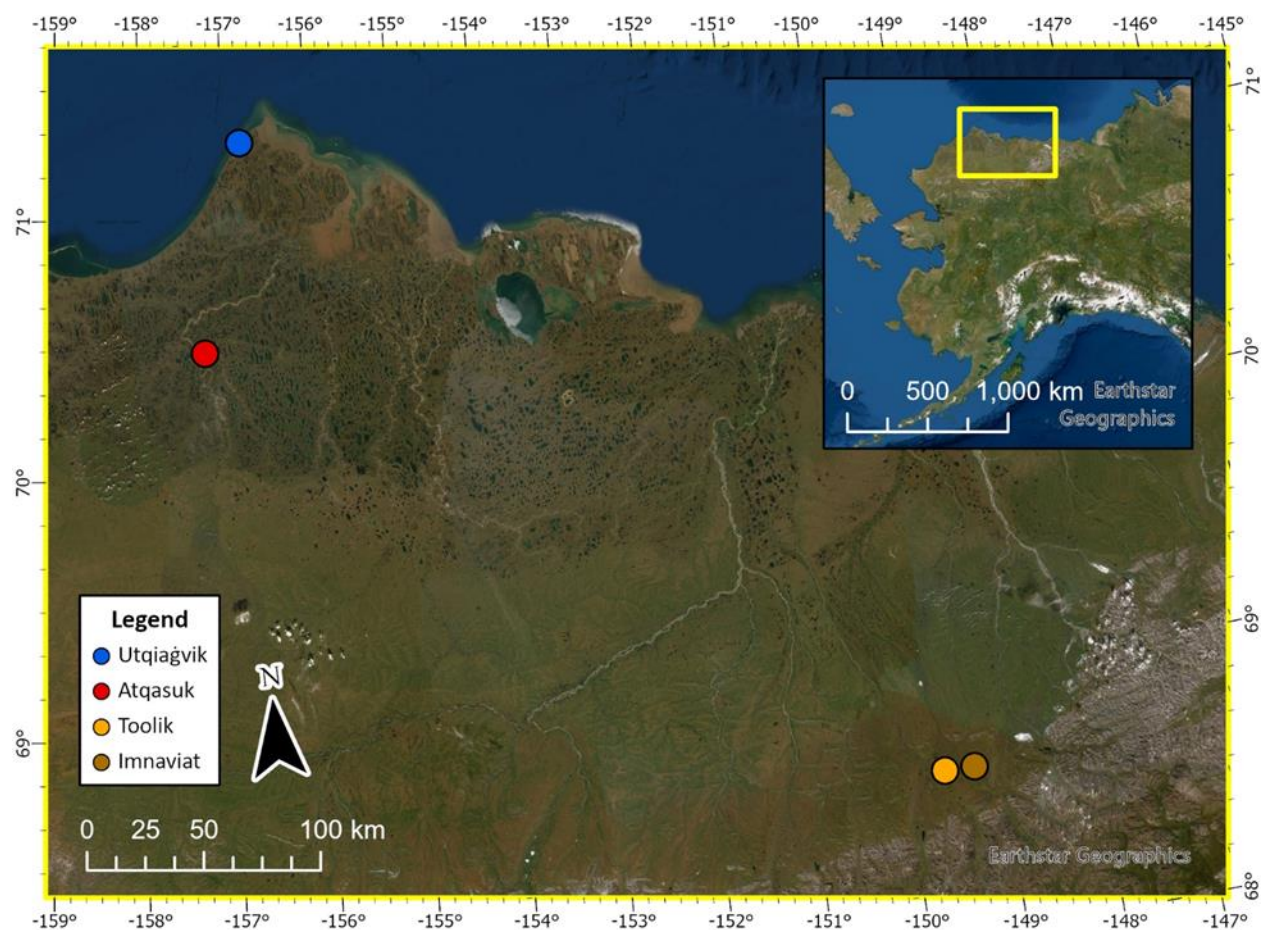 -159° -158° -157° -156° -155° -154° -153° -152° -151° -150° -149° -148° -147° -146° -145°
71°
71°
0 500 1,000 km
Earthstar
Geographics
70°
70°
Legend
Utqiaġvik
Atqasuk
Toolik
Imnaviat
N
69°
69°
0 25 50 100 km
Earthstar Geographics
68°
-159° -158° -157° -156° -155° -154° -153° -152° -151° -150° -149° -148° -147°